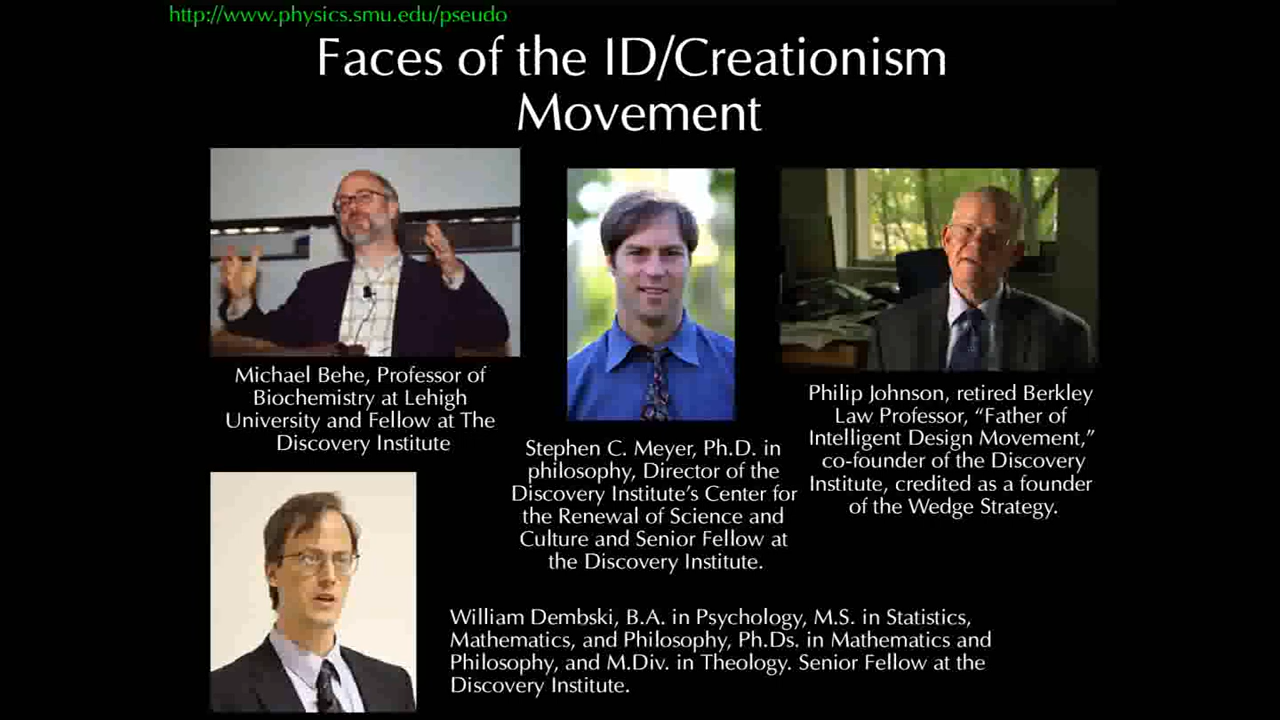 http://www.physics.smu.edu/pseudo
Faces of the ID/Creationism
Movement
Michael Behe, Professor of
Biochemistry at Lehigh
University and Fellow at The
Discovery Institute
Stephen C. Meyer, Ph.D. in
philosophy, Director of the
Discovery Institute's Center for
the Renewal of Science and
Culture and Senior Fellow at
the Discovery Institute.
Philip Johnson, retired Berkley
Law Professor, “Father of
Intelligent Design Movement,”
co-founder of the Discovery
Institute, credited as a founder
of the Wedge Strategy.
William Dembski, B.A. in Psychology, M.S. in Statistics,
Mathematics, and Philosophy, Ph.Ds. in Mathematics and
Philosophy, and M.Div. in Theology. Senior Fellow at the
Discovery Institute.